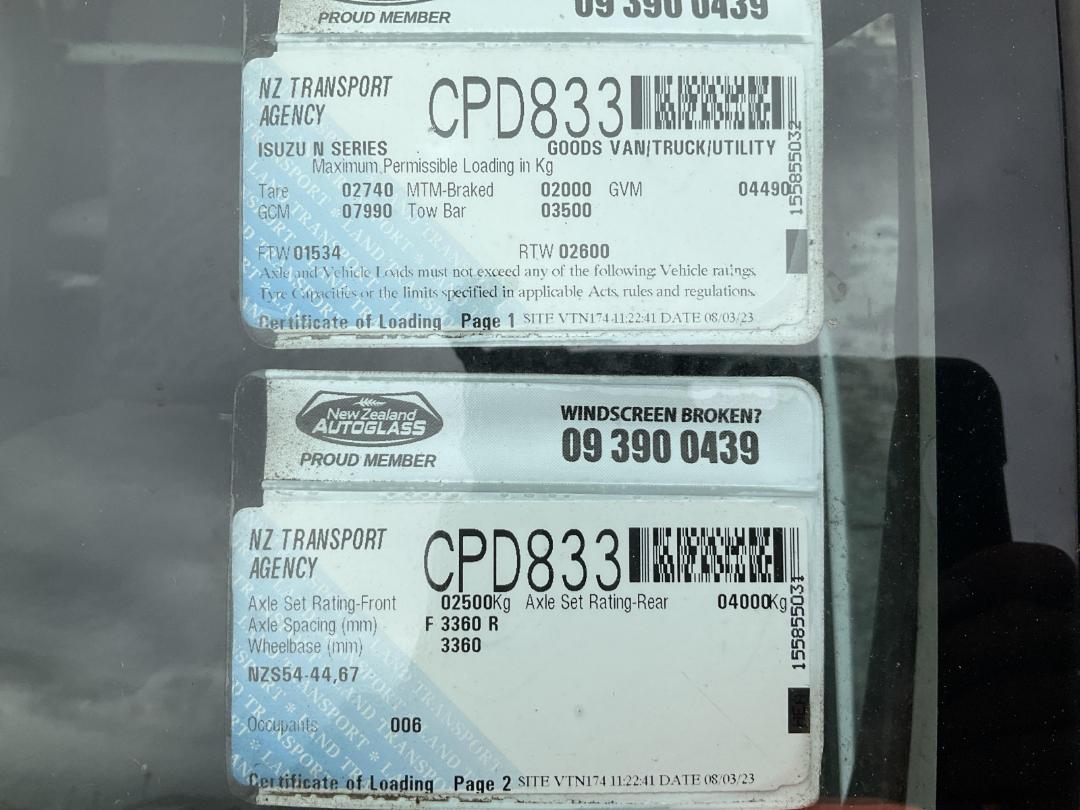 PROUD MEMBER
09 390 0439
NZ TRANSPORT
AGENCY
CPD833
155855032
ISUZU N SERIES GOODS VAN/TRUCK/UTILITY
Maximum Permissible Loading in Kg
Tare 02740 MTM-Braked 02000 GVM 04490
GCM 07990 Tow Bar 03500
FTW 01534 RTW 02600
Axle and Vehicle Loads must not exceed any of the following: Vehicle ratings,
Tyre Capacities or the limits specified in applicable Acts, rules and regulations.
Certificate of Loading Page 1 SITE VTN174 11:22:41 DATE 08/03/23
New Zealand
AUTOGLASS
PROUD MEMBER
WINDSCREEN BROKEN?
09 390 0439
NZ TRANSPORT
AGENCY
CPD833
155855031
Axle Set Rating-Front 02500Kg Axle Set Rating-Rear 04000Kg
Axle Spacing (mm) F 3360 R
Wheelbase (mm) 3360
NZS54-44,67
Occupants 006
Certificate of Loading Page 2 SITE VTN174 11:22:41 DATE 08/03/23